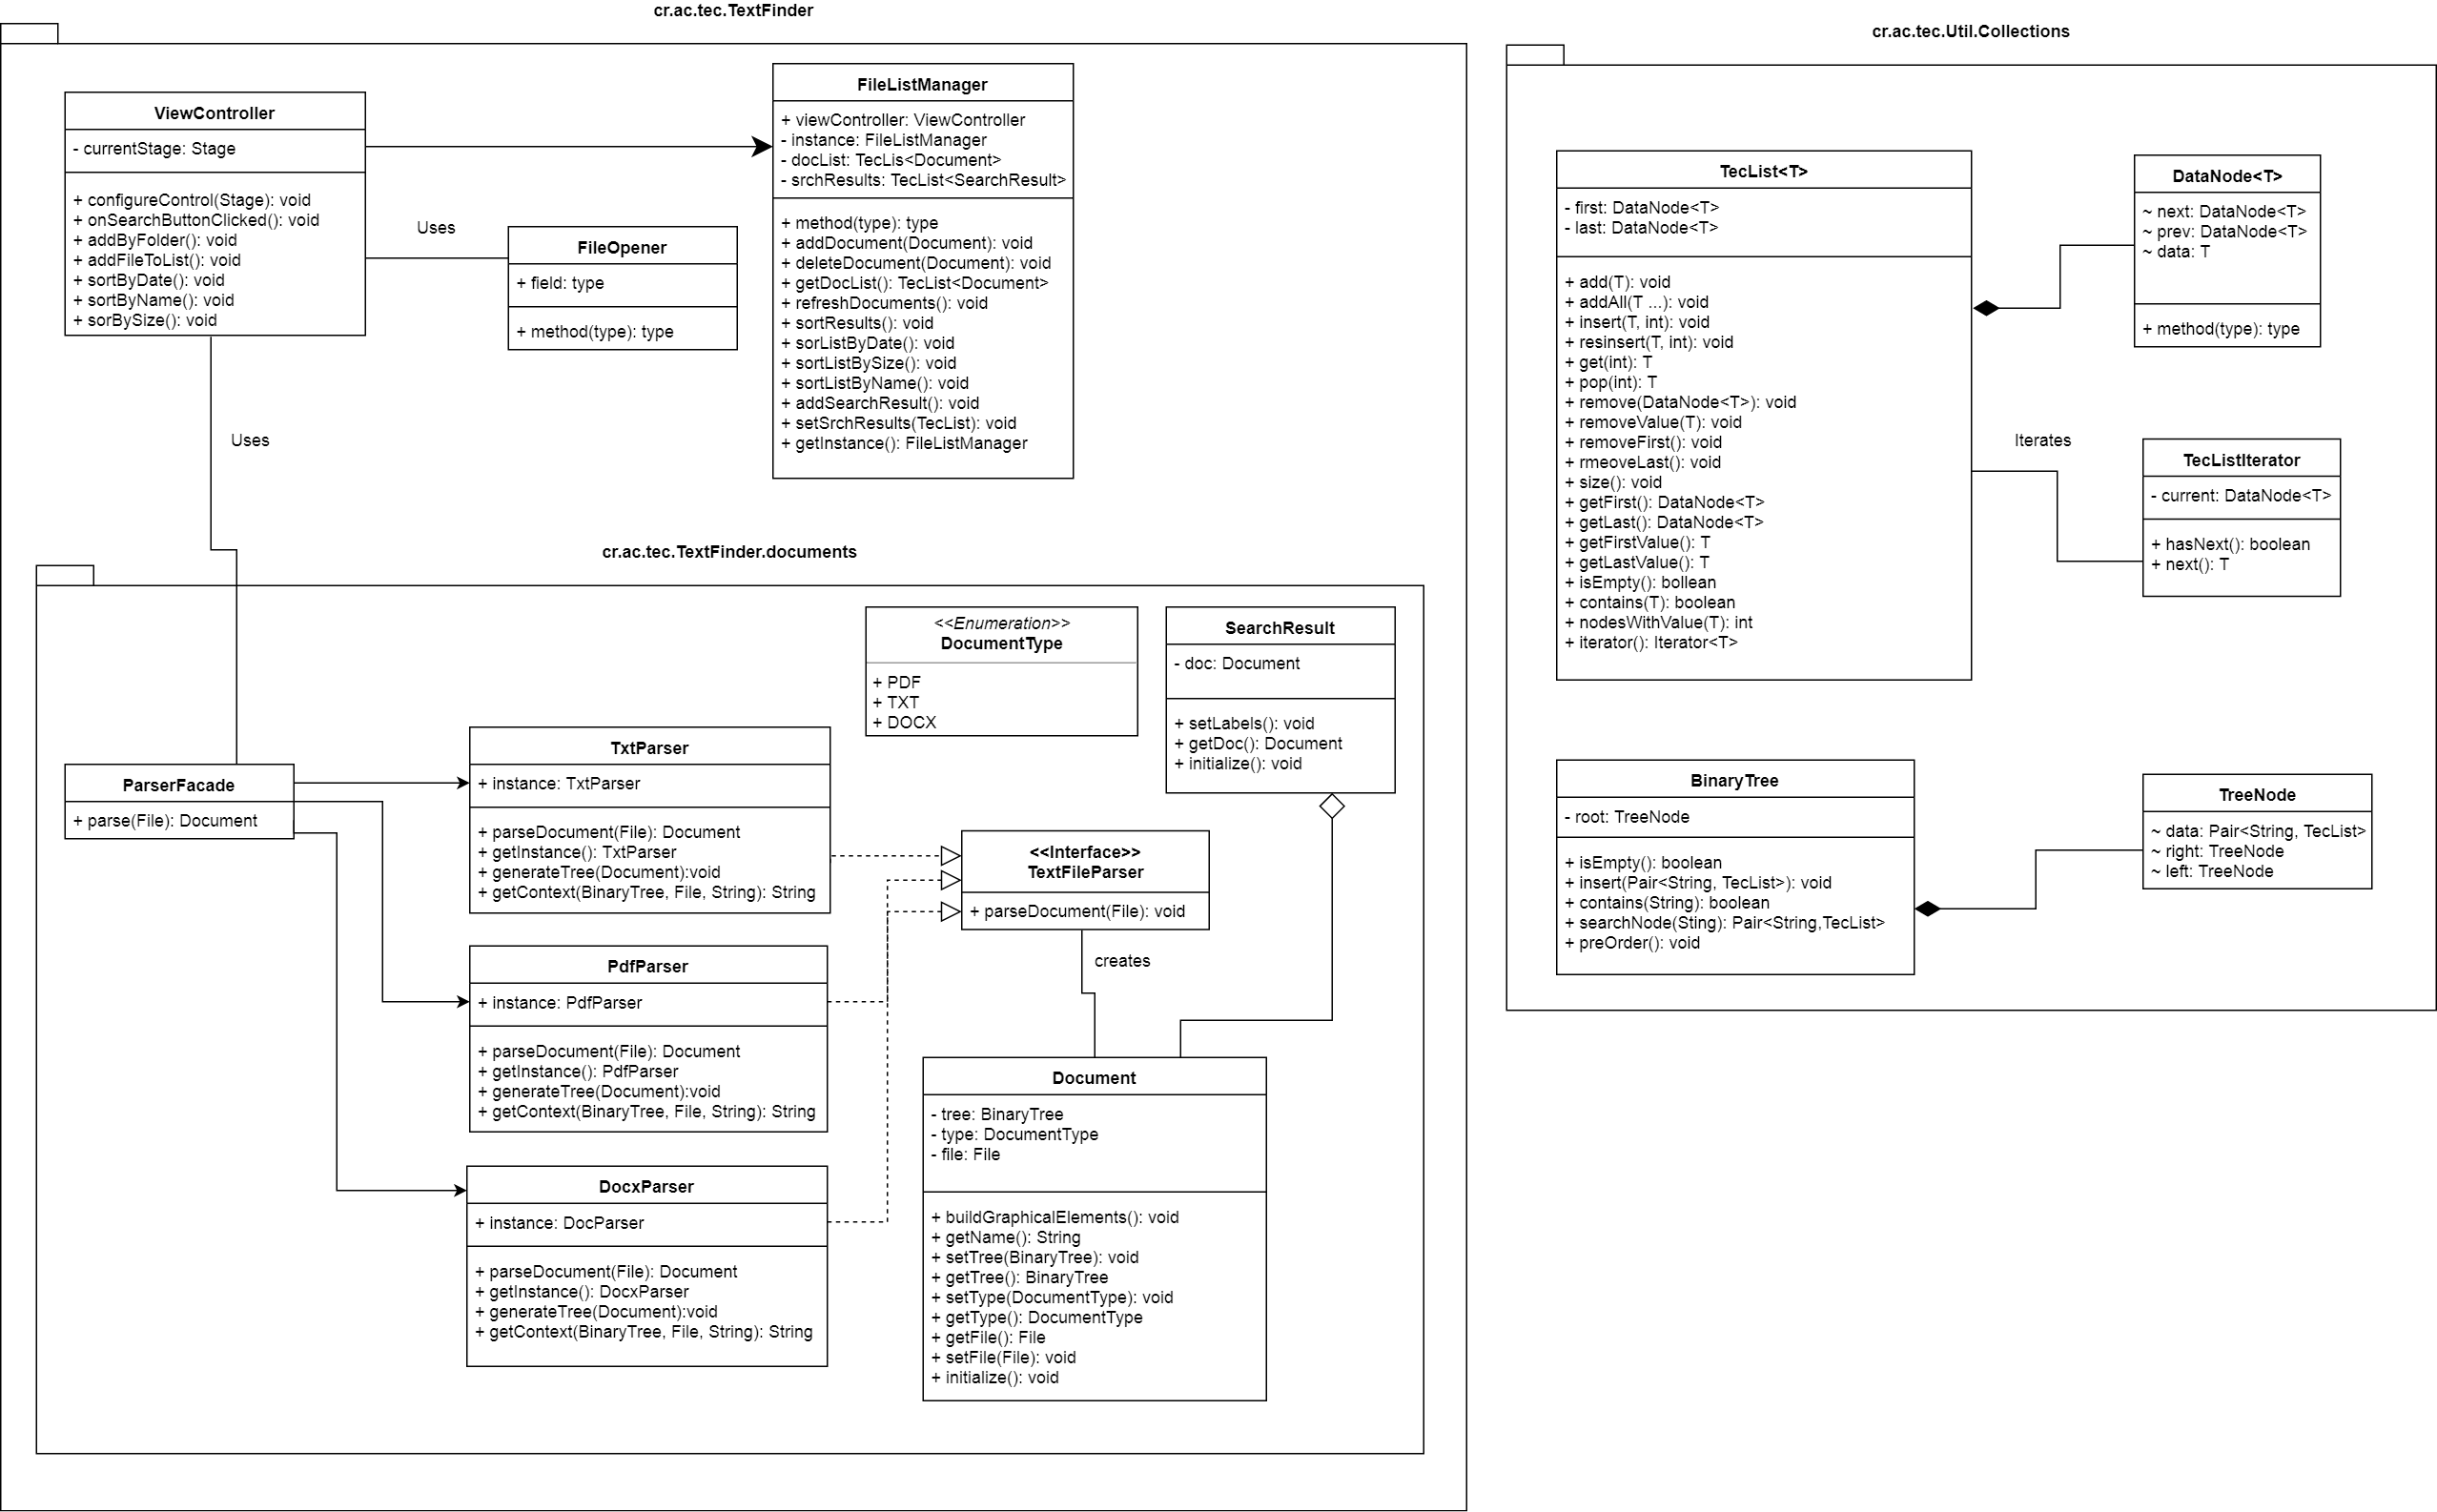 cr.ac.tec.TextFinder
ViewController
- currentStage: Stage
+ configureControl(Stage): void
+ onSearchButtonClicked(): void
+ addByFolder(): void
+ addFileToList(): void
+ sortByDate(): void
+ sortByName(): void
+ sorBySize(): void
Uses
FileOpener
+ field: type
+ method(type): type
FileListManager
+ viewController: ViewController
- instance: FileListManager
- docList: TecLis<Document>
- srchResults: TecList<SearchResult>
+ method(type): type
+ addDocument(Document): void
+ deleteDocument(Document): void
+ getDocList(): TecList<Document>
+ refreshDocuments(): void
+ sortResults(): void
+ sorListByDate(): void
+ sortListBySize(): void
+ sortListByName(): void
+ addSearchResult(): void
+ setSrchResults(TecList): void
+ getInstance(): FileListManager
Uses
cr.ac.tec.TextFinder.documents
<<Enumeration>>
DocumentType
+ PDF
+ TXT
+ DOCX
SearchResult
- doc: Document
+ setLabels(): void
+ getDoc(): Document
+ initialize(): void
ParserFacade
+ parse(File): Document
TxtParser
+ instance: TxtParser
+ parseDocument(File): Document
+ getInstance(): TxtParser
+ generateTree(Document):void
+ getContext(BinaryTree, File, String): String
<<Interface>>
TextFileParser
+ parseDocument(File): void
creates
PdfParser
+ instance: PdfParser
+ parseDocument(File): Document
+ getInstance(): PdfParser
+ generateTree(Document):void
+ getContext(BinaryTree, File, String): String
DocxParser
+ instance: DocParser
+ parseDocument(File): Document
+ getInstance(): DocxParser
+ generateTree(Document):void
+ getContext(BinaryTree, File, String): String
Document
- tree: BinaryTree
- type: DocumentType
- file: File
+ buildGraphicalElements(): void
+ getName(): String
+ setTree(BinaryTree): void
+ getTree(): BinaryTree
+ setType(DocumentType): void
+ getType(): DocumentType
+ getFile(): File
+ setFile(File): void
+ initialize(): void
cr.ac.tec.Util.Collections
TecList<T>
- first: DataNode<T>
- last: DataNode<T>
+ add(T): void
+ addAll(T ...): void
+ insert(T, int): void
+ resinsert(T, int): void
+ get(int): T
+ pop(int): T
+ remove(DataNode<T>): void
+ removeValue(T): void
+ removeFirst(): void
+ rmeoveLast(): void
+ size(): void
+ getFirst(): DataNode<T>
+ getLast(): DataNode<T>
+ getFirstValue(): T
+ getLastValue(): T
+ isEmpty(): bollean
+ contains(T): boolean
+ nodesWithValue(T): int
+ iterator(): Iterator<T>
DataNode<T>
~ next: DataNode<T>
~ prev: DataNode<T>
~ data: T
+ method(type): type
Iterates
TecListIterator
- current: DataNode<T>
+ hasNext(): boolean
+ next(): T
BinaryTree
- root: TreeNode
+ isEmpty(): boolean
+ insert(Pair<String, TecList>): void
+ contains(String): boolean
+ searchNode(Sting): Pair<String,TecList>
+ preOrder(): void
TreeNode
~ data: Pair<String, TecList>
~ right: TreeNode
~ left: TreeNode